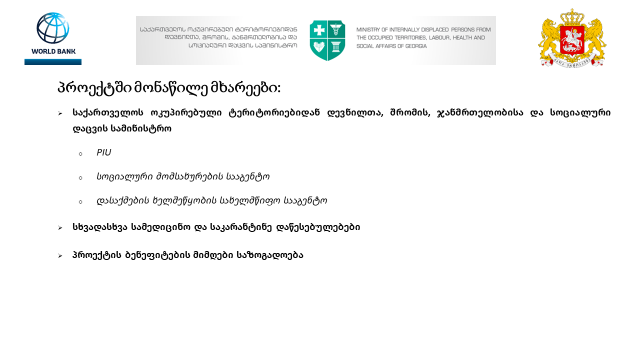 WORLD BANK
საქართველოს ოკუპირებული ტერიტორიებიდან
დევნილთა, შრომის, ჯანმრთელობისა და
სოციალური დაცვის სამინისტრო
MINISTRY OF INTERNALLY DISPLACED PERSONS FROM
THE OCCUPIED TERRITORIES, LABOUR, HEALTH AND
SOCIAL AFFAIRS OF GEORGIA
პროექტში მონაწილე მხარეები:
საქართველოს ოკუპირებული ტერიტორიებიდან დევნილთა, შრომის, ჯანმრთელობისა და სოციალური
დაცვის სამინისტრო
PIU
სოციალური მომსახურების სააგენტო
დასაქმების ხელშეწყობის სახელმწიფო სააგენტო
სხვადასხვა სამედიცინო და საკარანტინე დაწესებულებები
პროექტის ბენეფიტების მიმღები საზოგადოება